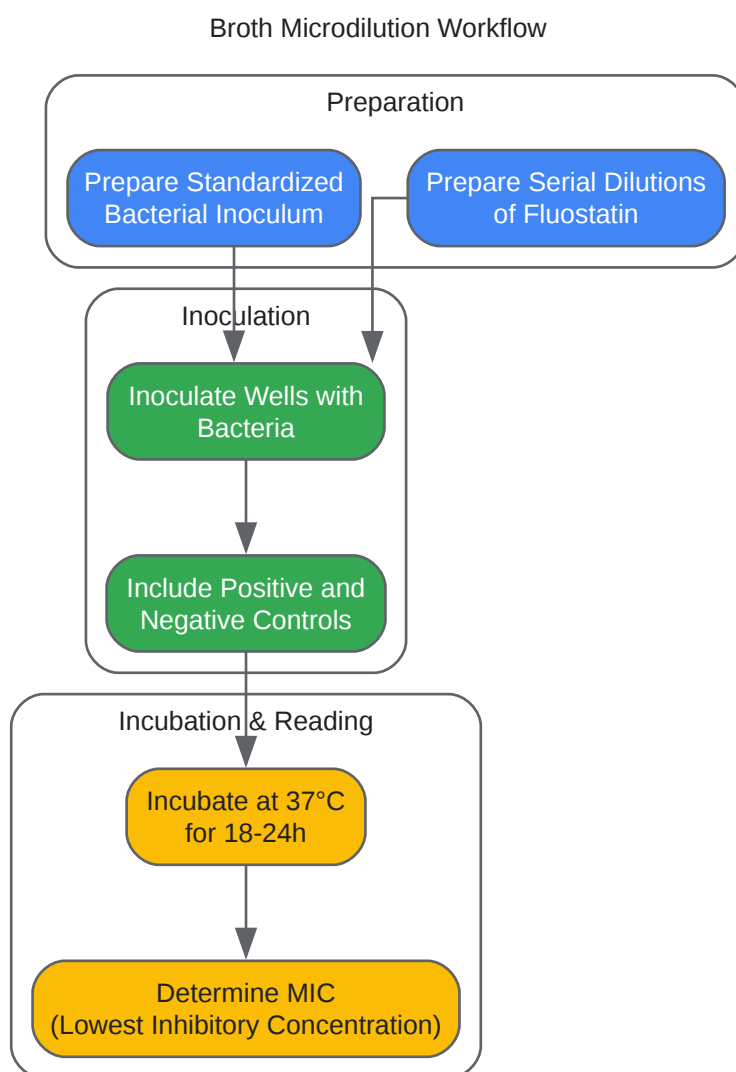 Broth Microdilution Workflow
Preparation
Prepare Standardized
Bacterial Inoculum
Prepare Serial Dilutions
of Fluostatin
Inoculation
Inoculate Wells with
Bacteria
Include Positive and
Negative Controls
Incubation & Reading
Incubate at 37°C
for 18-24h
Determine MIC
(Lowest Inhibitory Concentration)